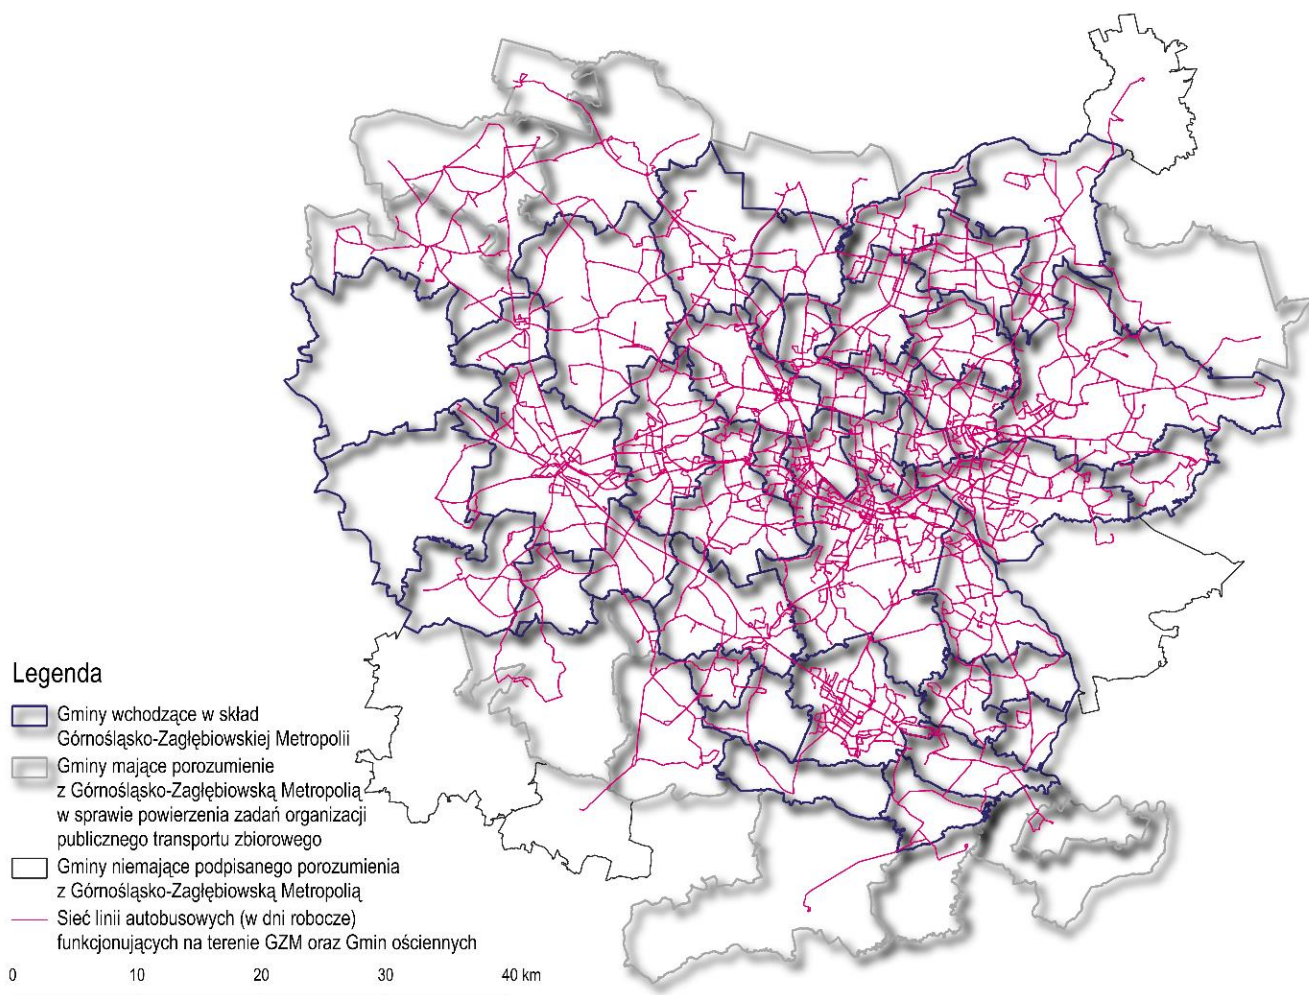 Legenda
Gminy wchodzące w skład
Górnośląsko-Zagłębiowskiej Metropolii
Gminy mające porozumienie
z Górnośląsko-Zagłębiowską Metropolią
w sprawie powierzenia zadań organizacji
publicznego transportu zbiorowego
Gminy niemające podpisanego porozumienia
z Górnośląsko-Zagłębiowską Metropolią
Sieć linii autobusowych (w dni robocze)
funkcjonujących na terenie GZM oraz Gmin ościennych
0 10 20 30 40 km